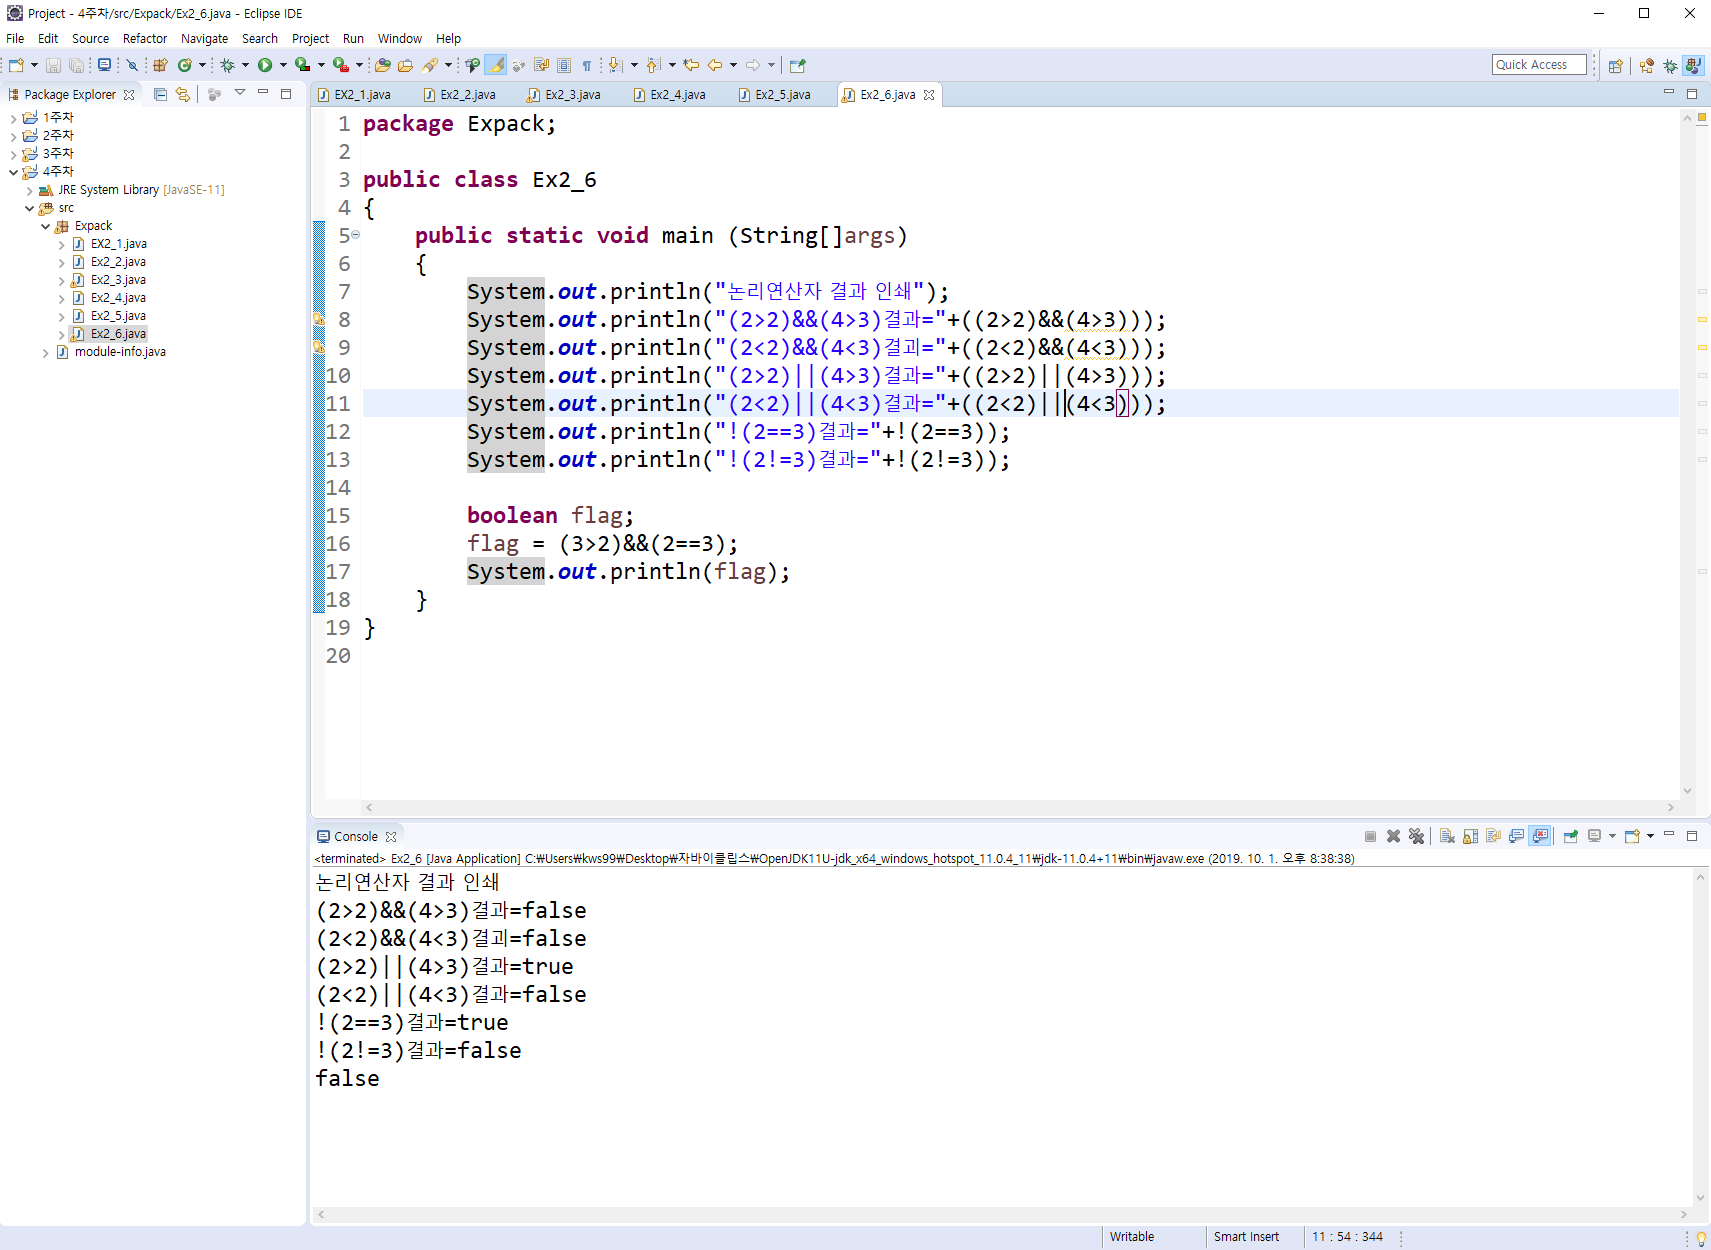 Project - 4주차/src/Expack/Ex2_6.java - Eclipse IDE
File Edit Source Refactor Navigate Search Project Run Window Help
Quick Access
Package Explorer
1주차
2주차
3주차
4주차
JRE System Library [JavaSE-11]
src
Expack
EX2_1.java
Ex2_2.java
Ex2_3.java
Ex2_4.java
Ex2_5.java
Ex2_6.java
module-info.java
EX2_1.java Ex2_2.java Ex2_3.java Ex2_4.java Ex2_5.java Ex2_6.java
1 package Expack;
2
3 public class Ex2_6
4 {
5 public static void main (String[]args)
6 {
7 System.out.println("논리연산자 결과 인쇄");
8 System.out.println("(2>2)&&(4>3)결과="+((2>2)&&(4>3)));
9 System.out.println("(2<2)&&(4<3)결괴="+((2<2)&&(4<3)));
10 System.out.println("(2>2)||(4>3)결과="+((2>2)||(4>3)));
11 System.out.println("(2<2)||(4<3)결과="+((2<2)||(4<3)));
12 System.out.println("!(2==3)결과="+!(2==3));
13 System.out.println("!(2!=3)결과="+!(2!=3));
14
15 boolean flag;
16 flag = (3>2)&&(2==3);
17 System.out.println(flag);
18 }
19 }
20
Console
<terminated> Ex2_6 [Java Application] C:₩Users₩kws99₩Desktop₩자바이클립스₩OpenJDK11U-jdk_x64_windows_hotspot_11.0.4_11₩jdk-11.0.4+11₩bin₩javaw.exe (2019. 10. 1. 오후 8:38:38)
논리연산자 결과 인쇄
(2>2)&&(4>3)결과=false
(2<2)&&(4<3)결괴=false
(2>2)||(4>3)결과=true
(2<2)||(4<3)결과=false
!(2==3)결과=true
!(2!=3)결과=false
false
Writable Smart Insert 11 : 54 : 344